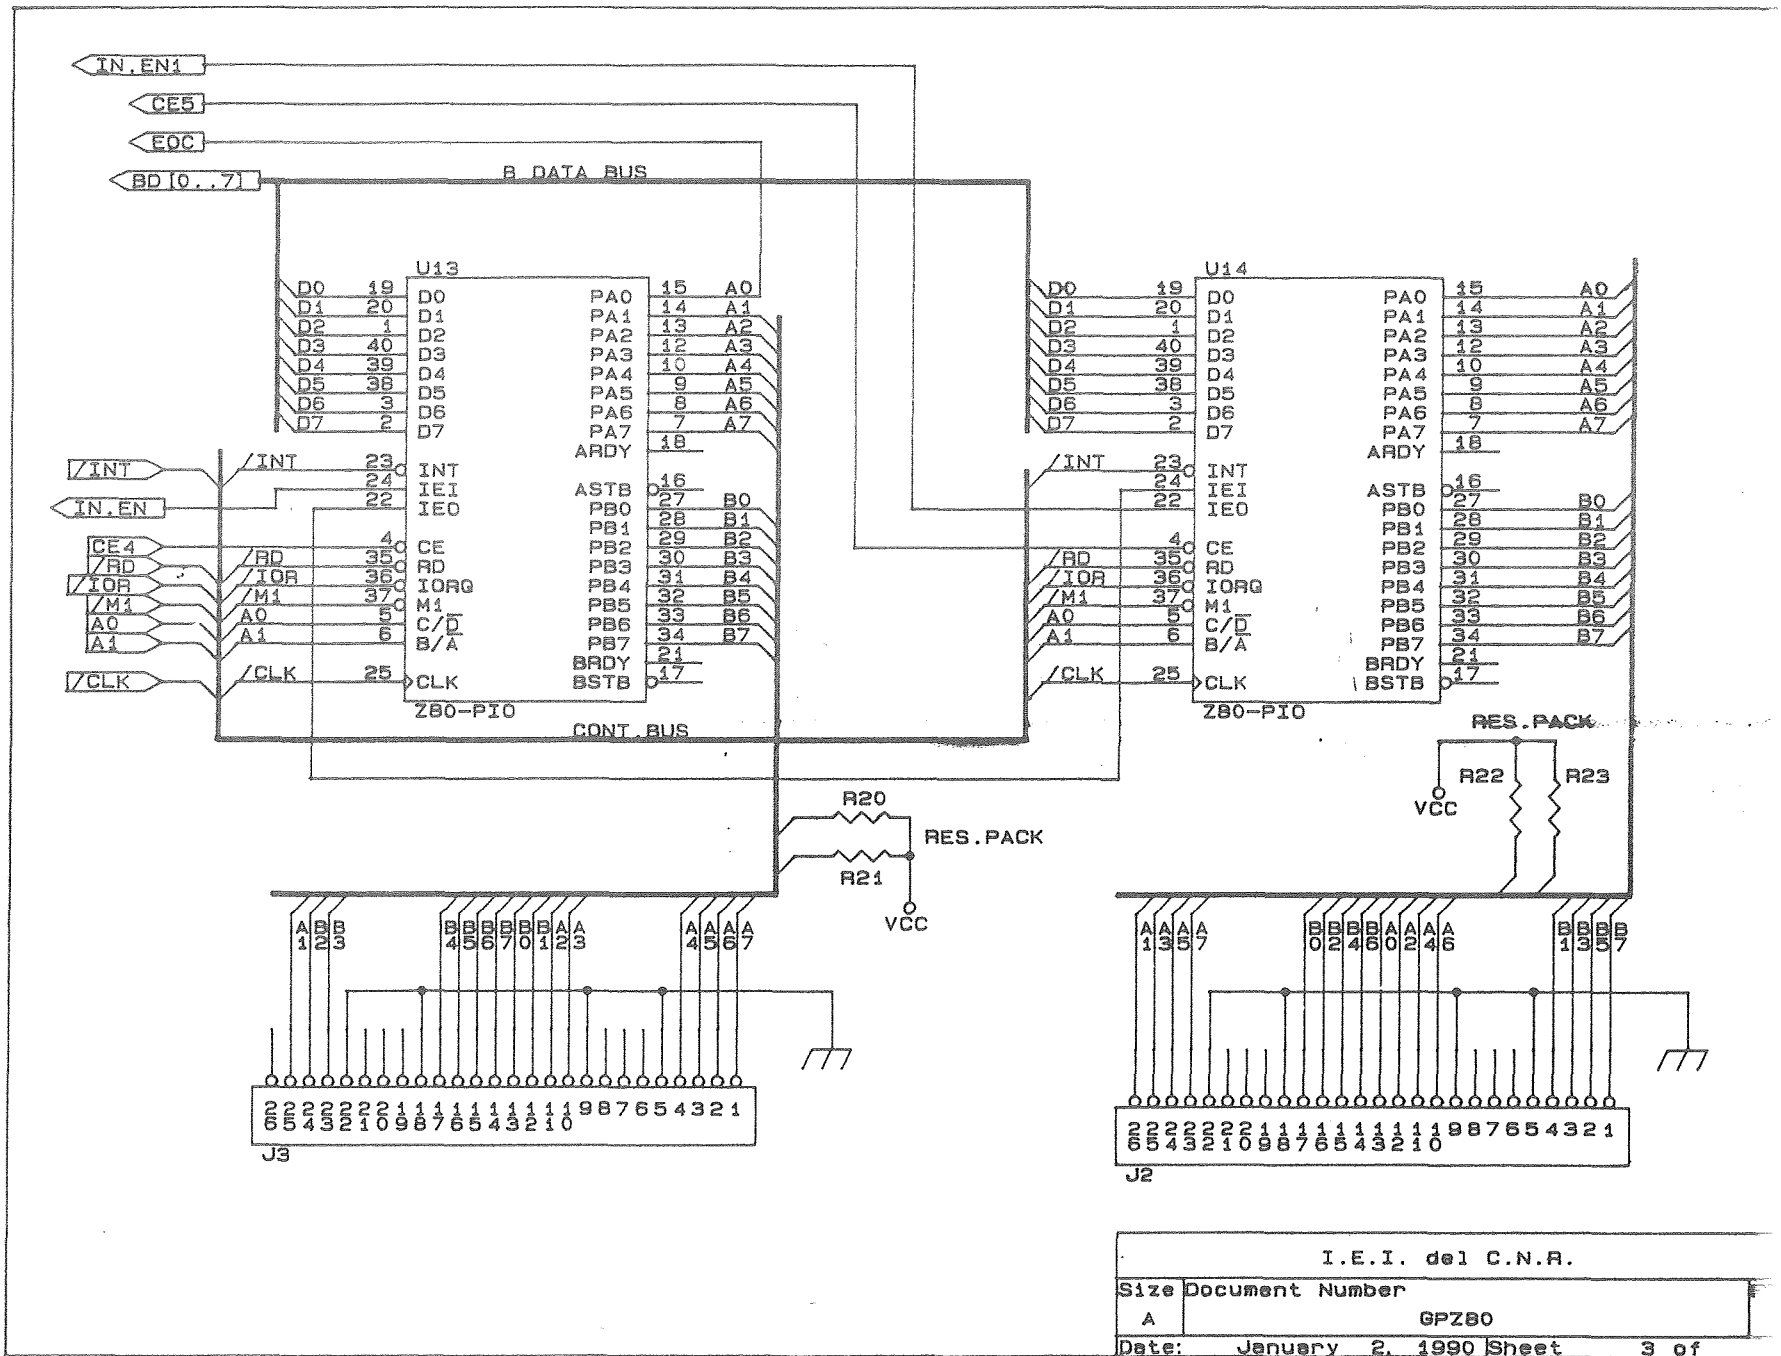 IN.EN1
CE5
EOC
BD[0..7]
B DATA BUS
U13
D0 19 D0 PA0 15 A0
D1 20 D1 PA1 14 A1
D2 1 D2 PA2 13 A2
D3 40 D3 PA3 12 A3
D4 39 D4 PA4 10 A4
D5 38 D5 PA5 9 A5
D6 3 D6 PA6 8 A6
D7 2 D7 PA7 7 A7
ARDY 18
/INT /INT 23 INT
24 IEI ASTB 16
IN.EN 22 IEO PB0 27 B0
PB1 28 B1
CE4 4 CE PB2 29 B2
/RD /RD 35 RD PB3 30 B3
/IOR /IOR 36 IORQ PB4 31 B4
/M1 /M1 37 M1 PB5 32 B5
A0 A0 5 C/D PB6 33 B6
A1 A1 6 B/A PB7 34 B7
BRDY 21
/CLK /CLK 25 CLK BSTB 17
Z80-PIO
CONT.BUS
U14
D0 19 D0 PA0 15 A0
D1 20 D1 PA1 14 A1
D2 1 D2 PA2 13 A2
D3 40 D3 PA3 12 A3
D4 39 D4 PA4 10 A4
D5 38 D5 PA5 9 A5
D6 3 D6 PA6 8 A6
D7 2 D7 PA7 7 A7
ARDY 18
/INT 23 INT
24 IEI ASTB 16
22 IEO PB0 27 B0
PB1 28 B1
4 CE PB2 29 B2
/RD 35 RD PB3 30 B3
/IOR 36 IORQ PB4 31 B4
/M1 37 M1 PB5 32 B5
A0 5 C/D PB6 33 B6
A1 6 B/A PB7 34 B7
BRDY 21
/CLK 25 CLK BSTB 17
Z80-PIO
RES.PACK
R22 R23
VCC
R20
RES.PACK
R21
VCC
A1 B2 B3 B4 B5 B6 B7 B0 B1 A2 A3 A4 A5 A6 A7
26 25 24 23 22 21 20 19 18 17 16 15 14 13 12 11 10 9 8 7 6 5 4 3 2 1
J3
A1 A3 A5 A7 B0 B2 B4 B6 A0 A2 A4 A6 B1 B3 B5 B7
26 25 24 23 22 21 20 19 18 17 16 15 14 13 12 11 10 9 8 7 6 5 4 3 2 1
J2
I.E.I. del C.N.R.
Size Document Number
A GPZ80
Date: January 2, 1990 Sheet 3 of